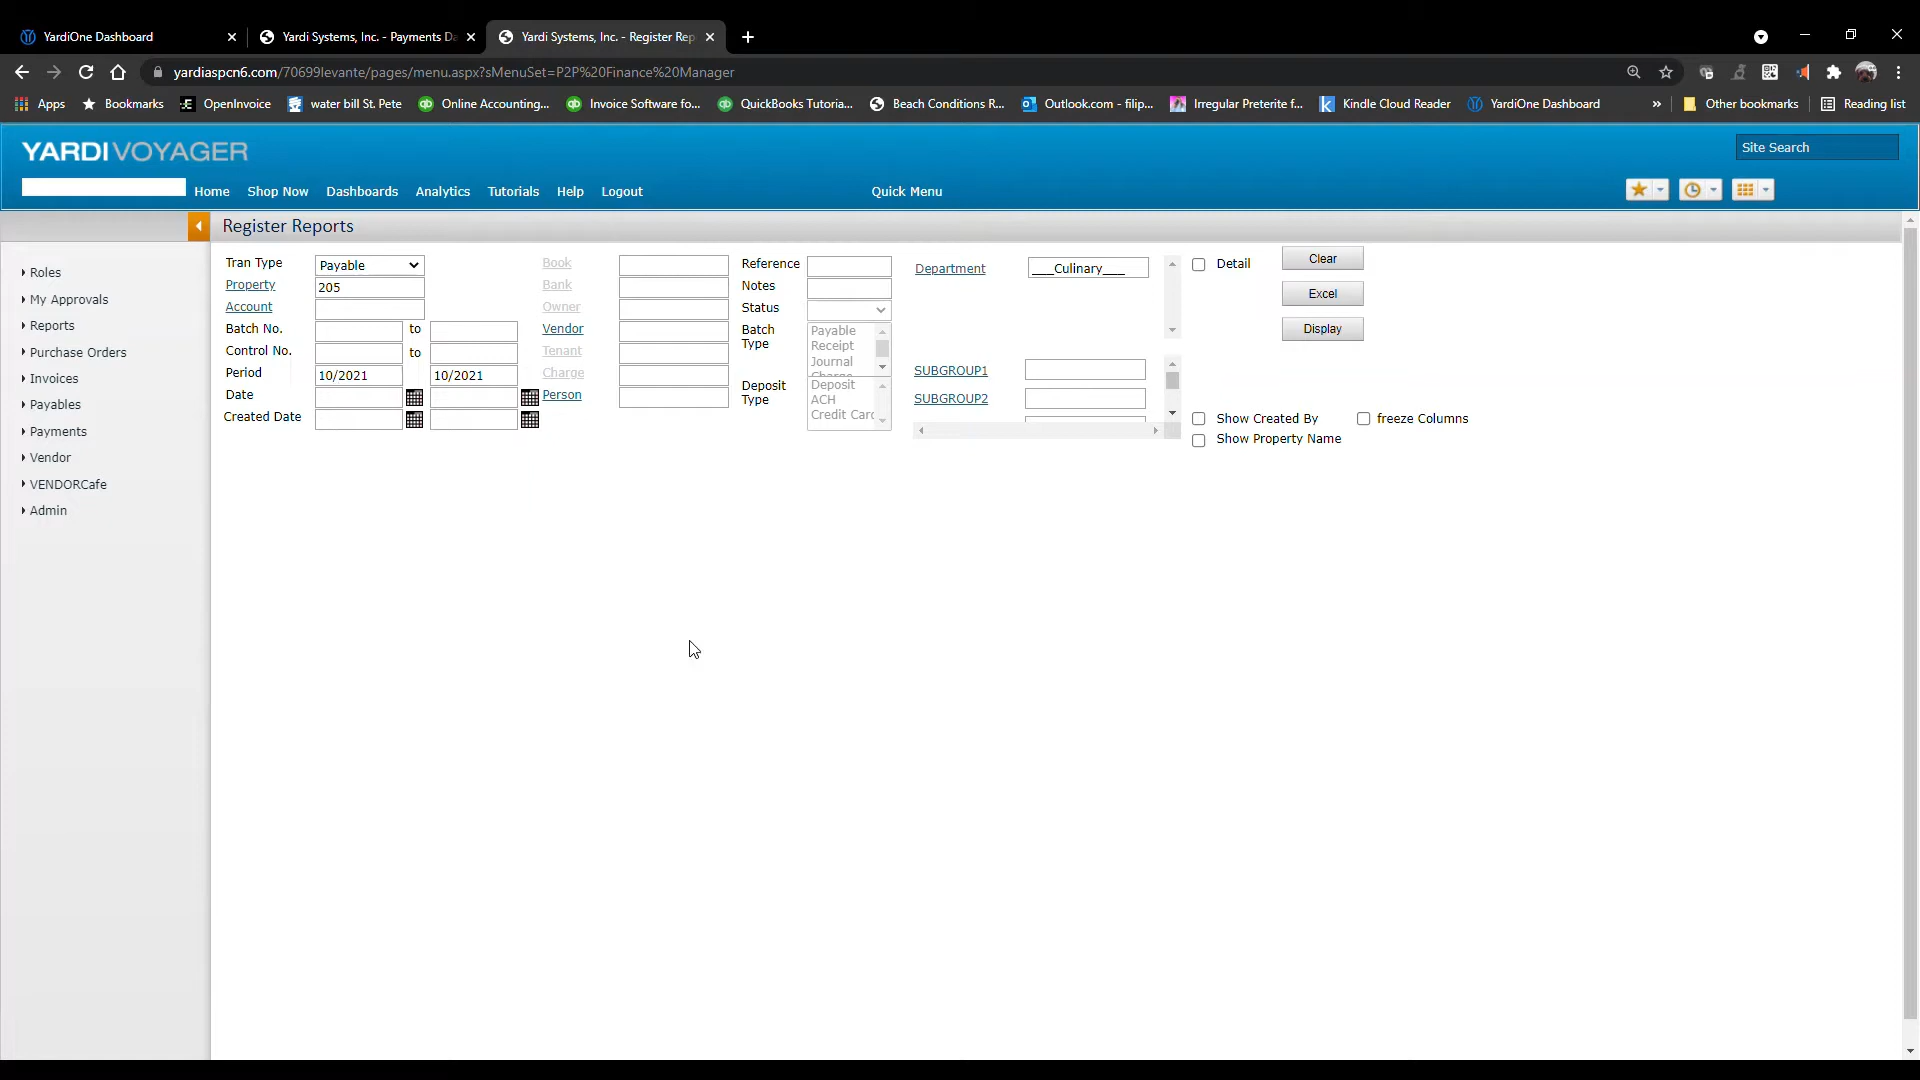 YardiOne Dashboard
Yardi Systems, Inc. - Payments Da
Yardi Systems, Inc. - Register Rep
yardiaspcn6.com/70699levante/pages/menu.aspx?sMenuSet=P2P%20Finance%20Manager
Apps Bookmarks OpenInvoice water bill St. Pete Online Accounting... Invoice Software fo... QuickBooks Tutoria... Beach Conditions R... Outlook.com - filip... Irregular Preterite f... Kindle Cloud Reader YardiOne Dashboard » Other bookmarks Reading list
YARDI VOYAGER
Site Search
Home Shop Now Dashboards Analytics Tutorials Help Logout Quick Menu
Register Reports
Roles
My Approvals
Reports
Purchase Orders
Invoices
Payables
Payments
Vendor
VENDORCafe
Admin
Tran Type Payable
Property 205
Account
Batch No. to
Control No. to
Period 10/2021 10/2021
Date
Created Date
Book
Bank
Owner
Vendor
Tenant
Charge
Person
Reference
Notes
Status
Batch Type
Payable
Receipt
Journal
Charge
Deposit Type
Deposit
ACH
Credit Card
Department ___Culinary____
SUBGROUP1
SUBGROUP2
Detail
Clear
Excel
Display
Show Created By freeze Columns
Show Property Name